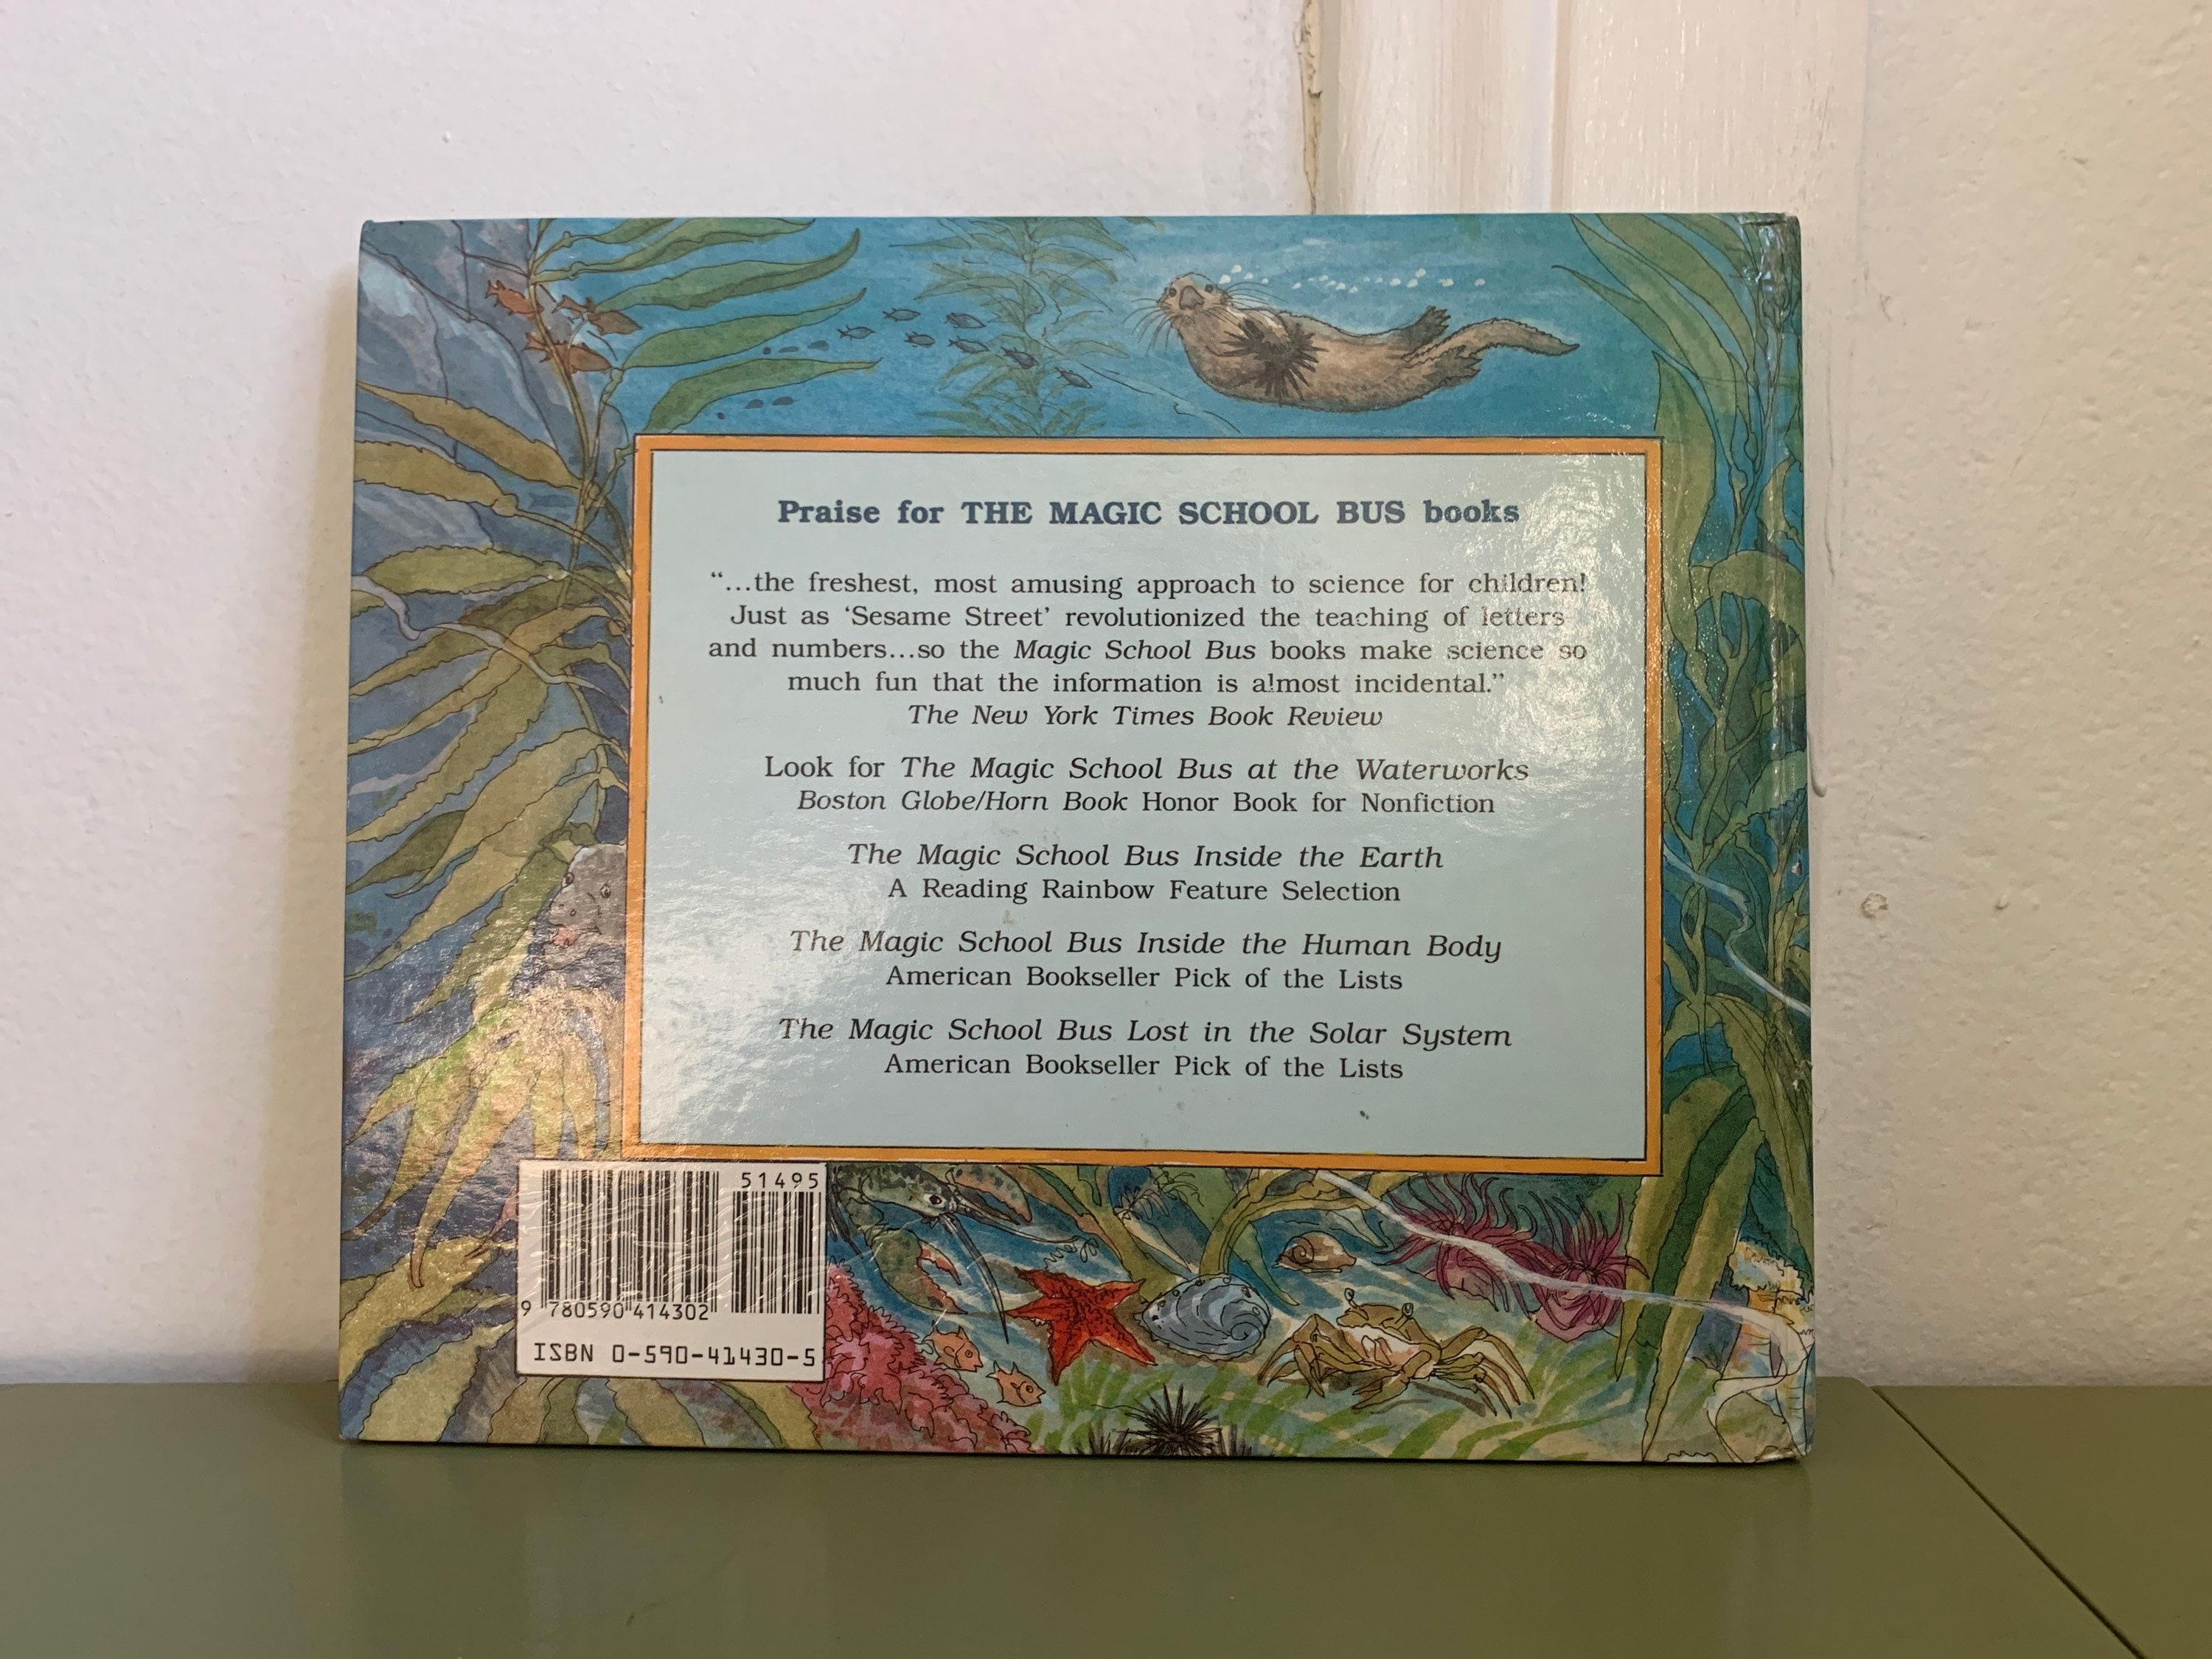 Praise for THE MAGIC SCHOOL BUS books
“...the freshest, most amusing approach to science for children!
Just as ‘Sesame Street’ revolutionized the teaching of letters
and numbers...so the Magic School Bus books make science so
much fun that the information is almost incidental.”
The New York Times Book Review
Look for The Magic School Bus at the Waterworks
Boston Globe/Horn Book Honor Book for Nonfiction
The Magic School Bus Inside the Earth
A Reading Rainbow Feature Selection
The Magic School Bus Inside the Human Body
American Bookseller Pick of the Lists
The Magic School Bus Lost in the Solar System
American Bookseller Pick of the Lists
51495
9 780590 414302
ISBN 0-590-41430-5